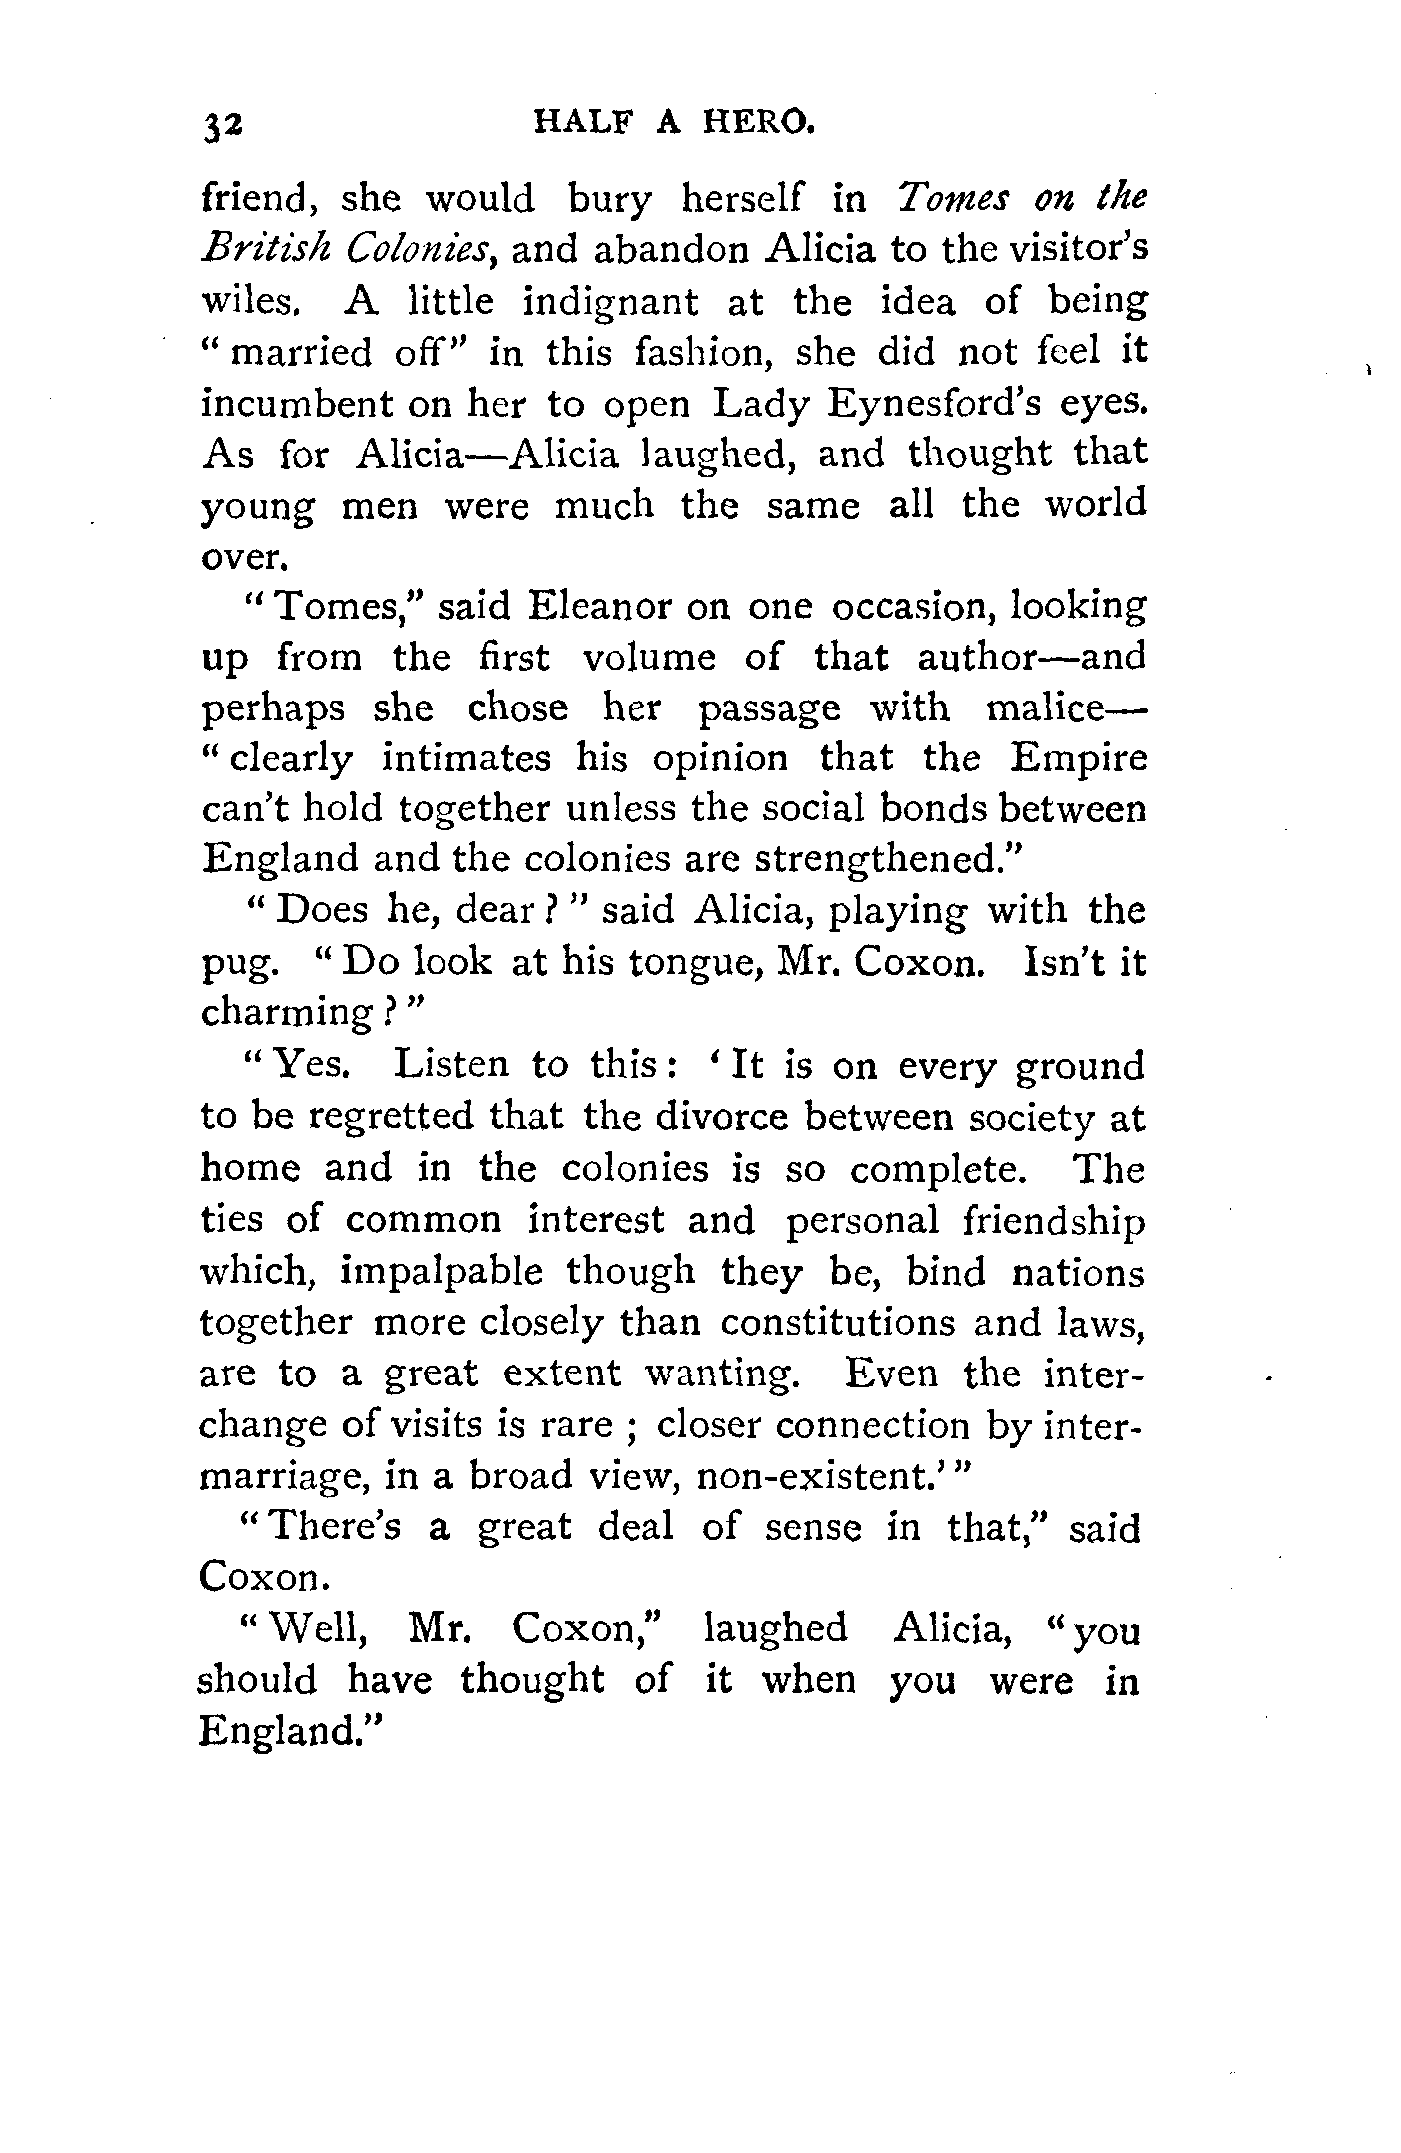 32 HALF A HERO.
friend, she would bury herself in Tomes on the
British Colonies, and abandon Alicia to the visitor's
wiles. A little indignant at the idea of being
" married off" in this fashion, she did not feel it
incumbent on her to open Lady Eynesford's eyes.
As for Alicia—Alicia laughed, and thought that
young men were much the same all the world
over.
" Tomes," said Eleanor on one occasion, looking
up from the first volume of that author—and
perhaps she chose her passage with malice—
" clearly intimates his opinion that the Empire
can't hold together unless the social bonds between
England and the colonies are strengthened."
" Does he, dear ? " said Alicia, playing with the
pug. " Do look at his tongue, Mr. Coxon. Isn't it
charming ? "
" Yes. Listen to this : ' It is on every ground
to be regretted that the divorce between society at
home and in the colonies is so complete. The
ties of common interest and personal friendship
which, impalpable though they be, bind nations
together more closely than constitutions and laws,
are to a great extent wanting. Even the inter-
change of visits is rare ; closer connection by inter-
marriage, in a broad view, non-existent.' "
" There's a great deal of sense in that," said
Coxon.
" Well, Mr. Coxon," laughed Alicia, " you
should have thought of it when you were in
England."